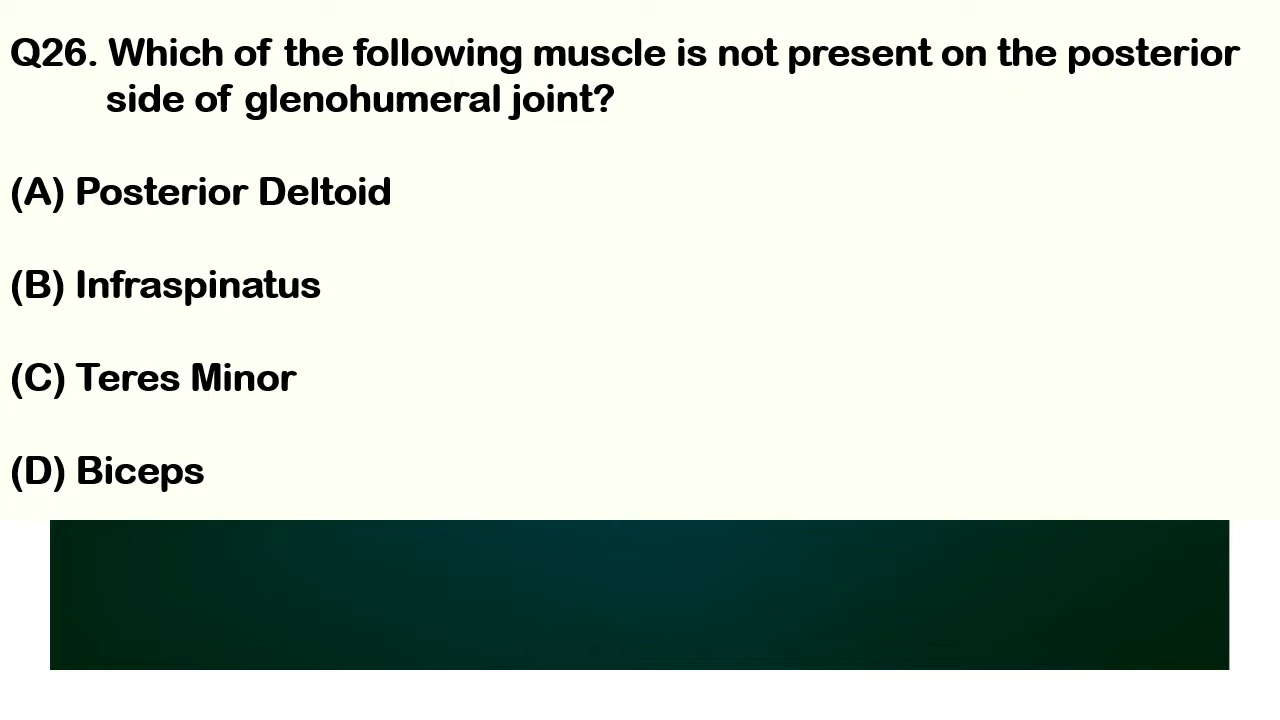 Q26. Which of the following muscle is not present on the posterior
side of glenohumeral joint?
(A) Posterior Deltoid
(B) Infraspinatus
(C) Teres Minor
(D) Biceps